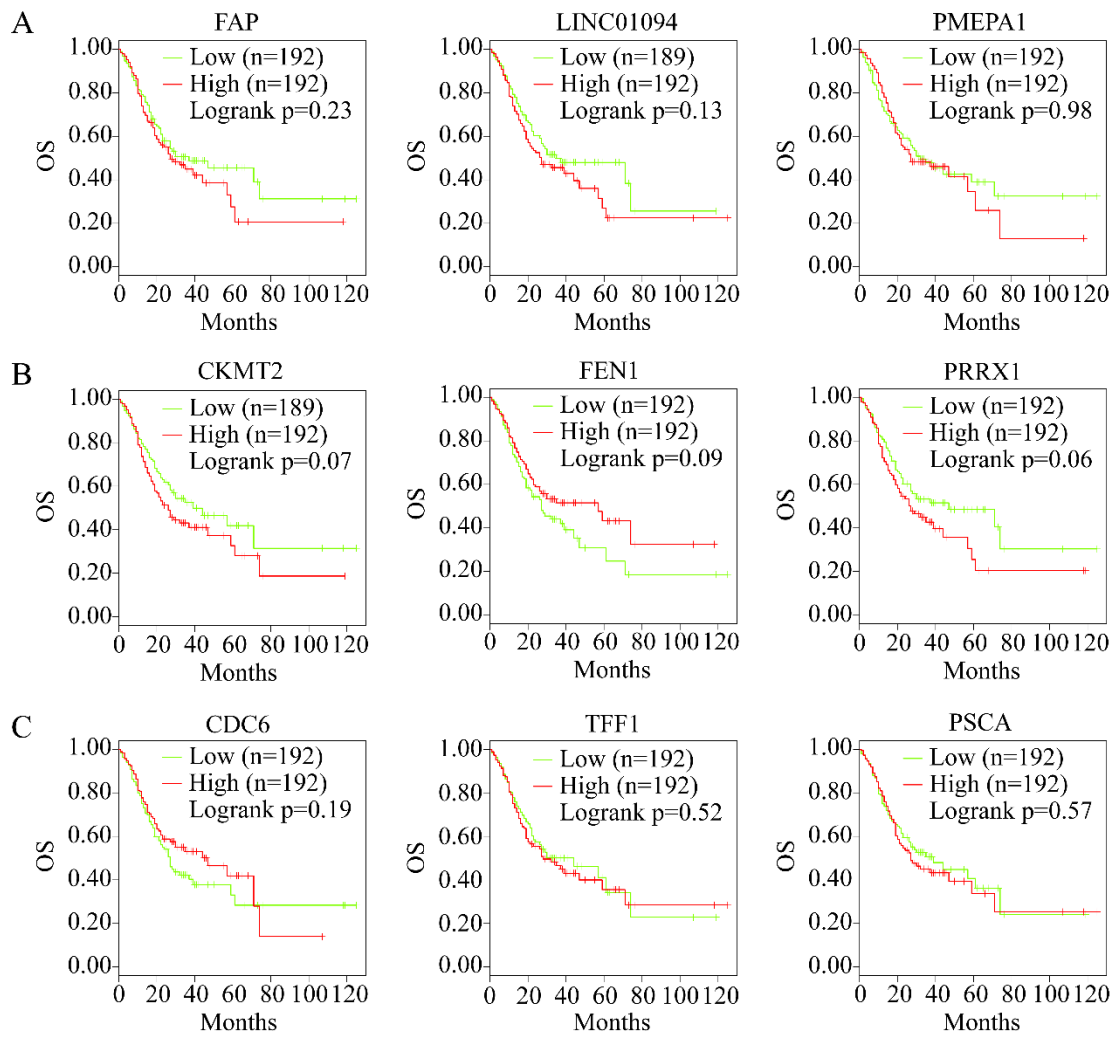 A
FAP
1.00
0.80
0.60
0.40
0.20
0.00
OS
Low (n=192)
High (n=192)
Logrank p=0.23
0 20 40 60 80 100 120
Months
LINC01094
1.00
0.80
0.60
0.40
0.20
0.00
OS
Low (n=189)
High (n=192)
Logrank p=0.13
0 20 40 60 80 100 120
Months
PMEPA1
1.00
0.80
0.60
0.40
0.20
0.00
OS
Low (n=192)
High (n=192)
Logrank p=0.98
0 20 40 60 80 100 120
Months
B
CKMT2
1.00
0.80
0.60
0.40
0.20
0.00
OS
Low (n=189)
High (n=192)
Logrank p=0.07
0 20 40 60 80 100 120
Months
FEN1
1.00
0.80
0.60
0.40
0.20
0.00
OS
Low (n=192)
High (n=192)
Logrank p=0.09
0 20 40 60 80 100 120
Months
PRRX1
1.00
0.80
0.60
0.40
0.20
0.00
OS
Low (n=192)
High (n=192)
Logrank p=0.06
0 20 40 60 80 100 120
Months
C
CDC6
1.00
0.80
0.60
0.40
0.20
0.00
OS
Low (n=192)
High (n=192)
Logrank p=0.19
0 20 40 60 80 100 120
Months
TFF1
1.00
0.80
0.60
0.40
0.20
0.00
OS
Low (n=192)
High (n=192)
Logrank p=0.52
0 20 40 60 80 100 120
Months
PSCA
1.00
0.80
0.60
0.40
0.20
0.00
OS
Low (n=192)
High (n=192)
Logrank p=0.57
0 20 40 60 80 100 120
Months